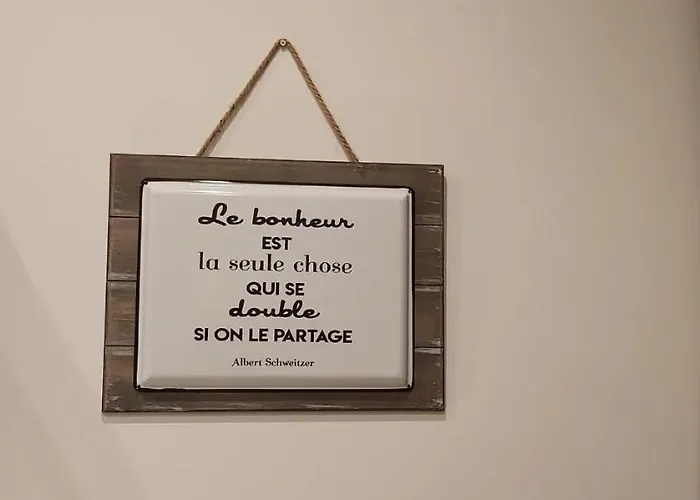 Le bonheur
EST
la seule chose
QUI SE
double
SI ON LE PARTAGE
Albert Schweitzer